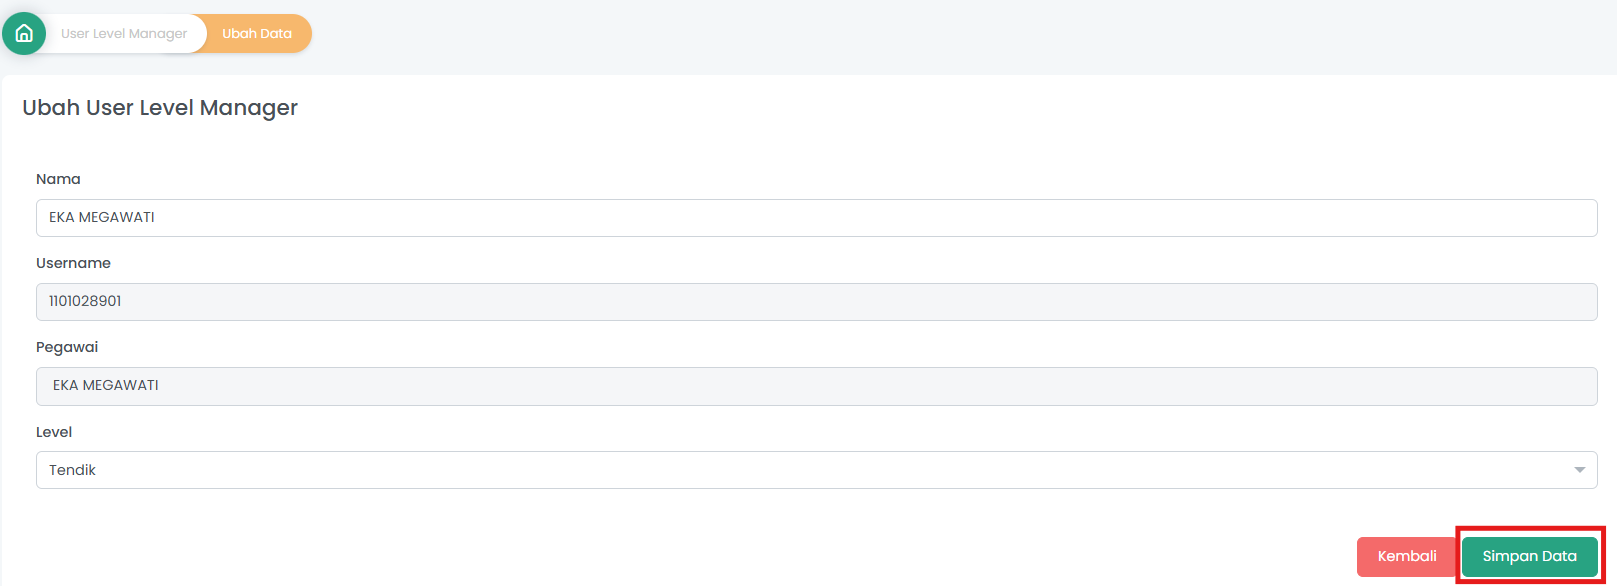 User Level Manager Ubah Data
Ubah User Level Manager
Nama
EKA MEGAWATI
Username
1101028901
Pegawai
EKA MEGAWATI
Level
Tendik
Kembali Simpan Data